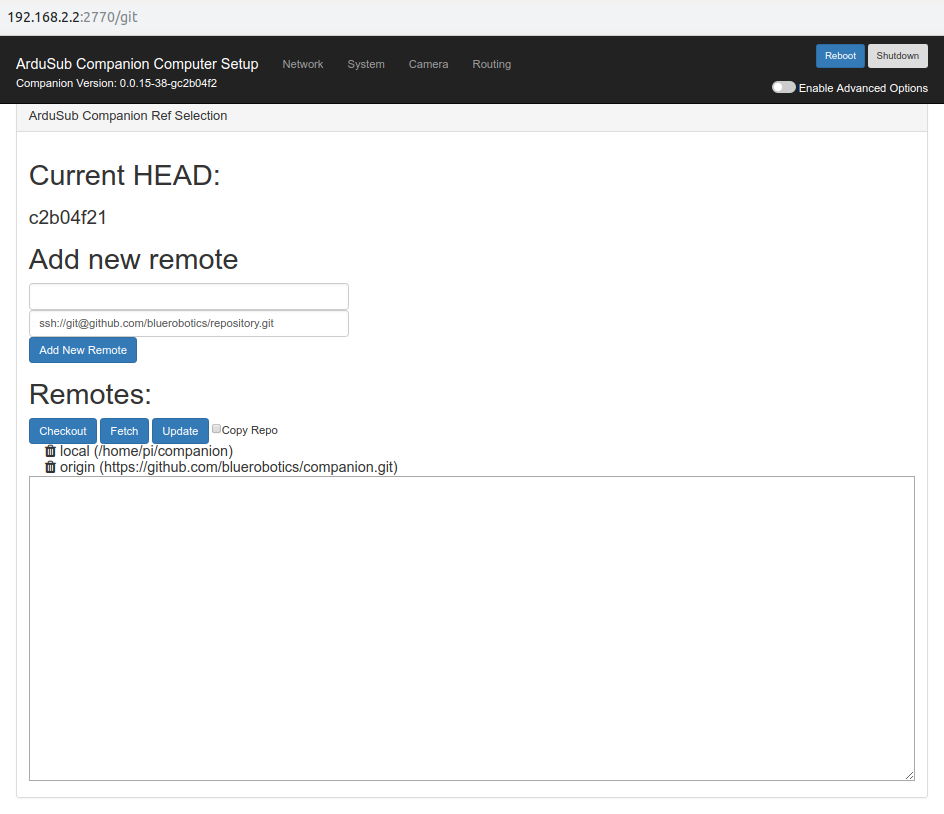 192.168.2.2:2770/git
ArduSub Companion Computer Setup Network System Camera Routing Reboot Shutdown
Companion Version: 0.0.15-38-gc2b04f2 Enable Advanced Options
ArduSub Companion Ref Selection
Current HEAD:
c2b04f21
Add new remote
ssh://git@github.com/bluerobotics/repository.git
Add New Remote
Remotes:
Checkout Fetch Update Copy Repo
local (/home/pi/companion)
origin (https://github.com/bluerobotics/companion.git)